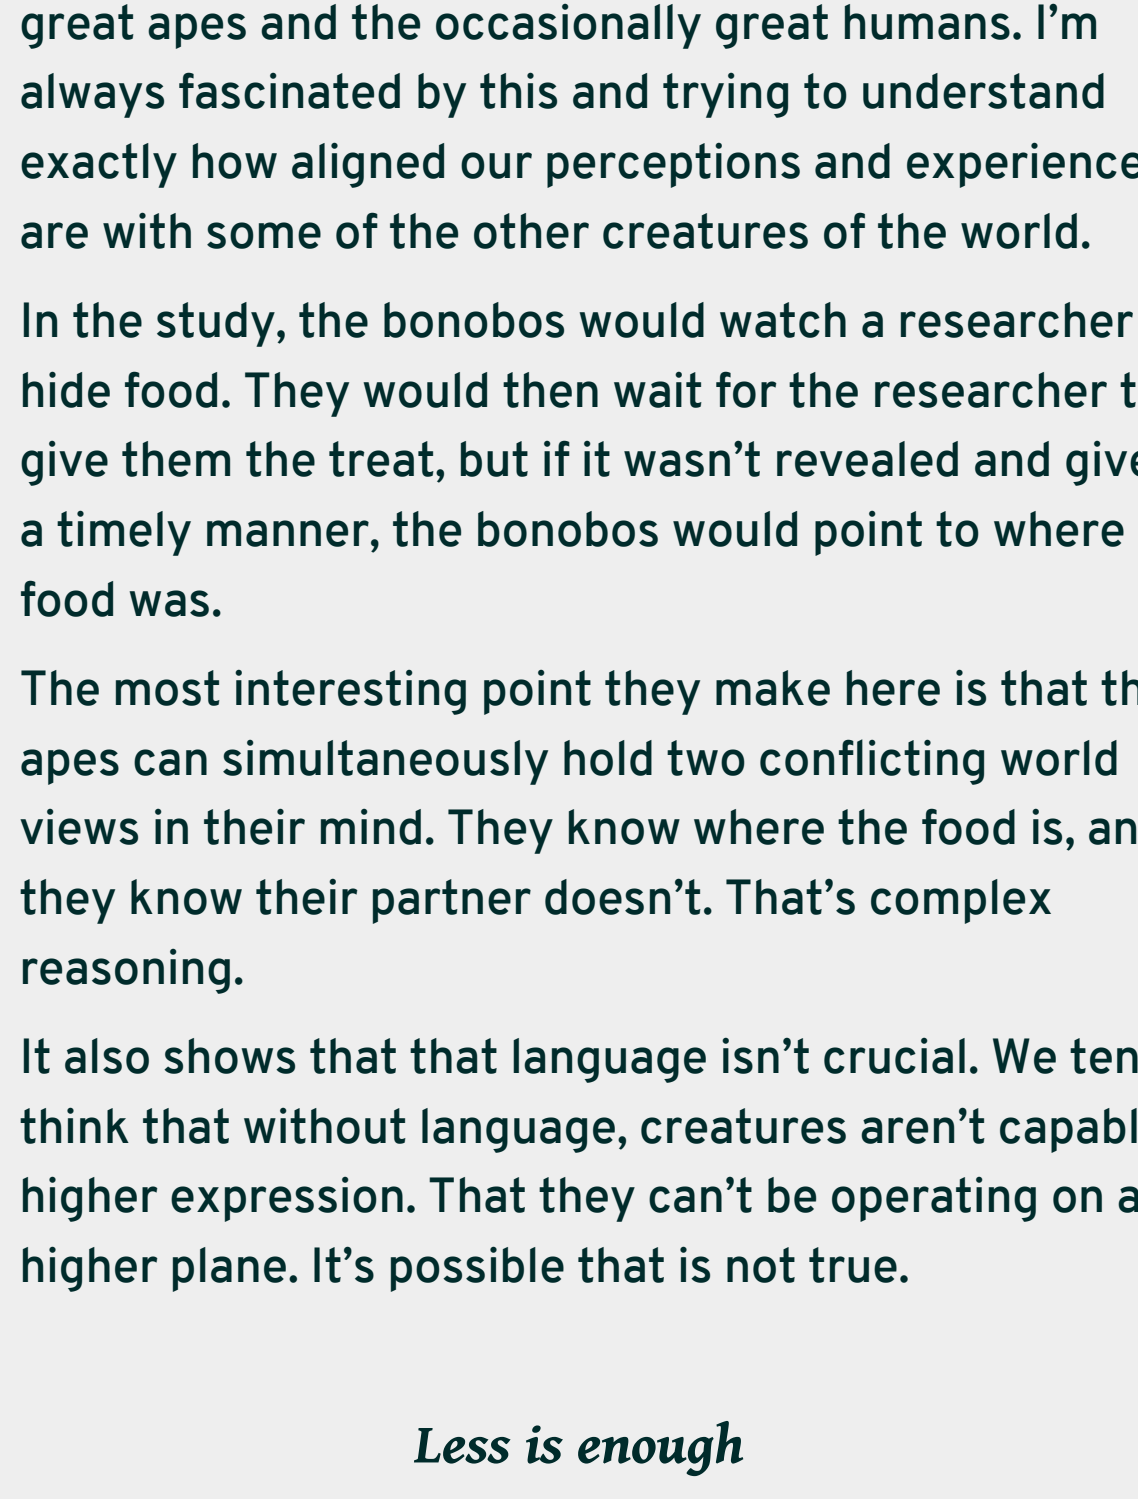 great apes and the occasionally great humans. I’m
always fascinated by this and trying to understand
exactly how aligned our perceptions and experience
are with some of the other creatures of the world.
In the study, the bonobos would watch a researcher
hide food. They would then wait for the researcher t
give them the treat, but if it wasn’t revealed and give
a timely manner, the bonobos would point to where
food was.
The most interesting point they make here is that th
apes can simultaneously hold two conflicting world
views in their mind. They know where the food is, an
they know their partner doesn’t. That’s complex
reasoning.
It also shows that that language isn’t crucial. We ten
think that without language, creatures aren’t capabl
higher expression. That they can’t be operating on a
higher plane. It’s possible that is not true.
Less is enough